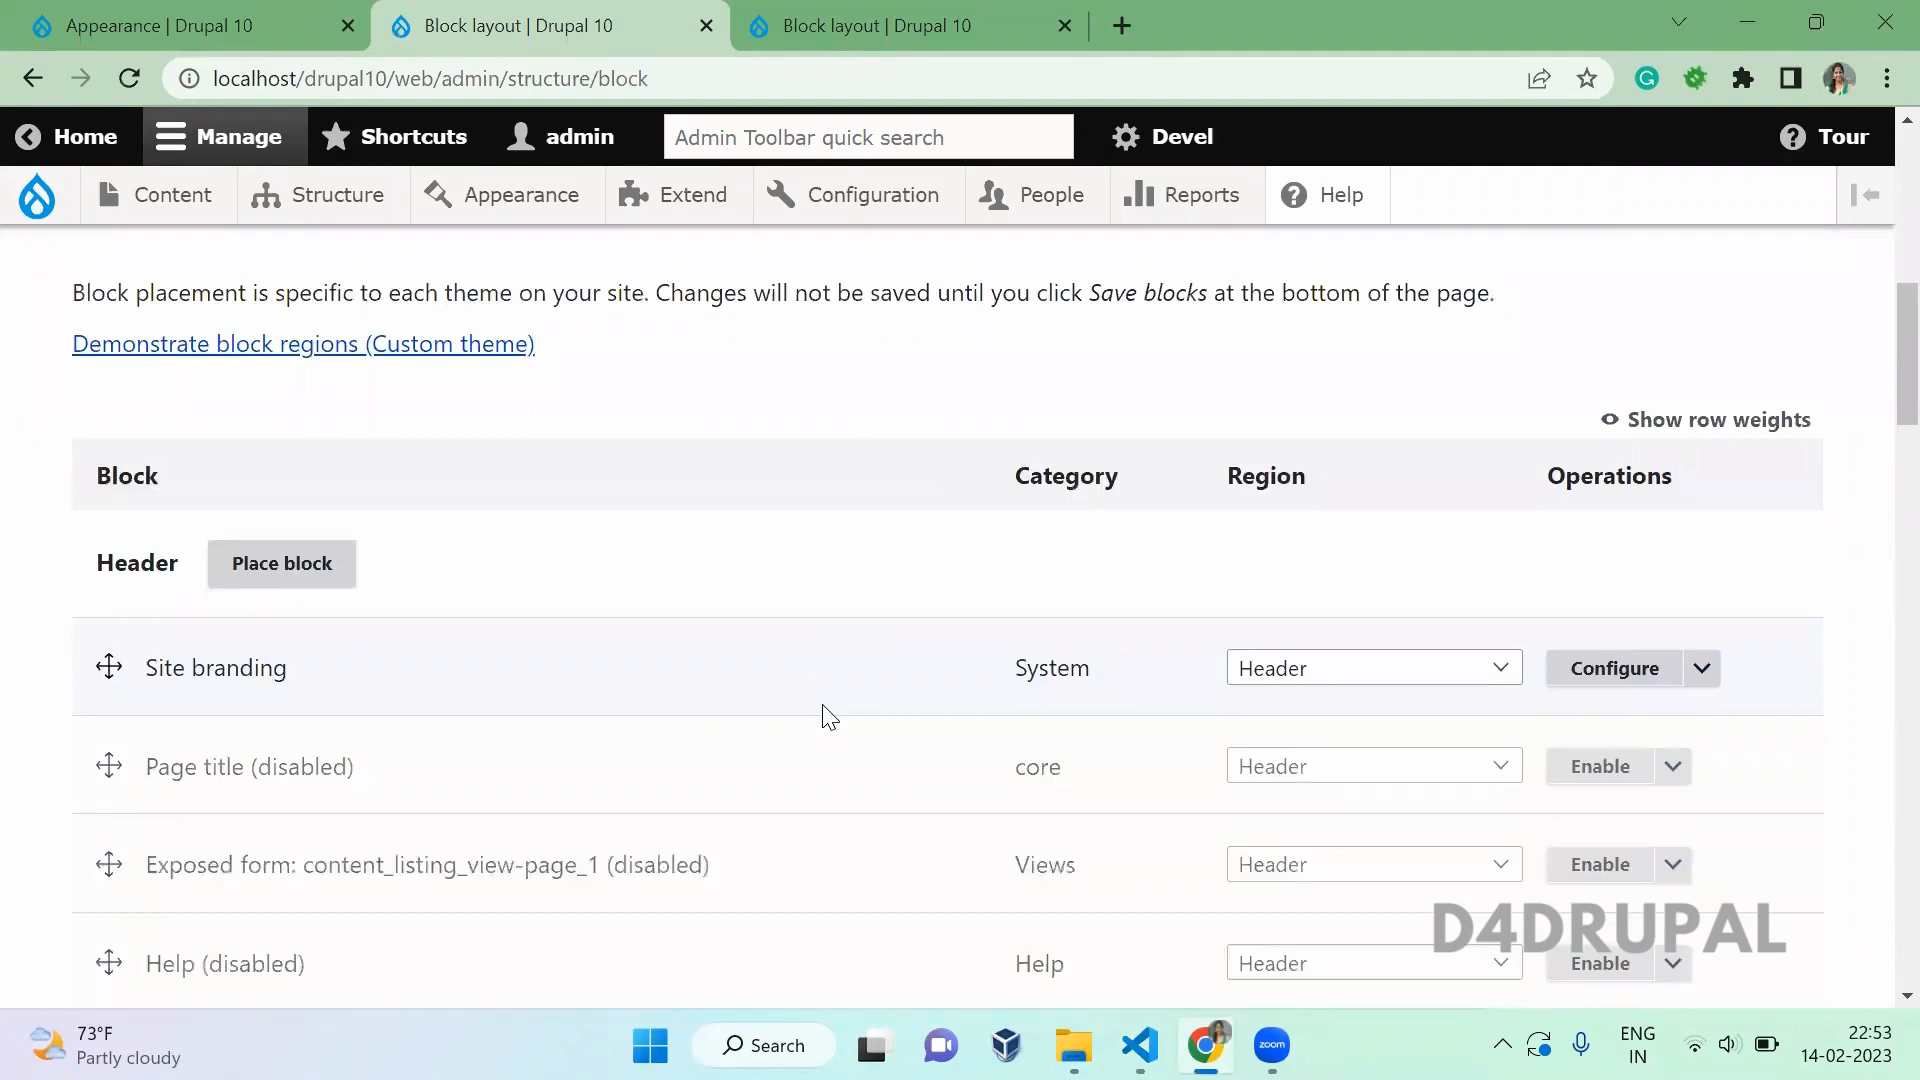 Appearance | Drupal 10
Block layout | Drupal 10
Block layout | Drupal 10
localhost/drupal10/web/admin/structure/block
Home
Manage
Shortcuts
admin
Admin Toolbar quick search
Devel
Tour
Content
Structure
Appearance
Extend
Configuration
People
Reports
Help
Block placement is specific to each theme on your site. Changes will not be saved until you click Save blocks at the bottom of the page.
Demonstrate block regions (Custom theme)
Show row weights
Block Category Region Operations
Header Place block
Site branding System Header Configure
Page title (disabled) core Header Enable
Exposed form: content_listing_view-page_1 (disabled) Views Header Enable
D4DRUPAL
Help (disabled) Help Header Enable
73°F
Partly cloudy
Search
zoom
ENG
IN
22:53
14-02-2023